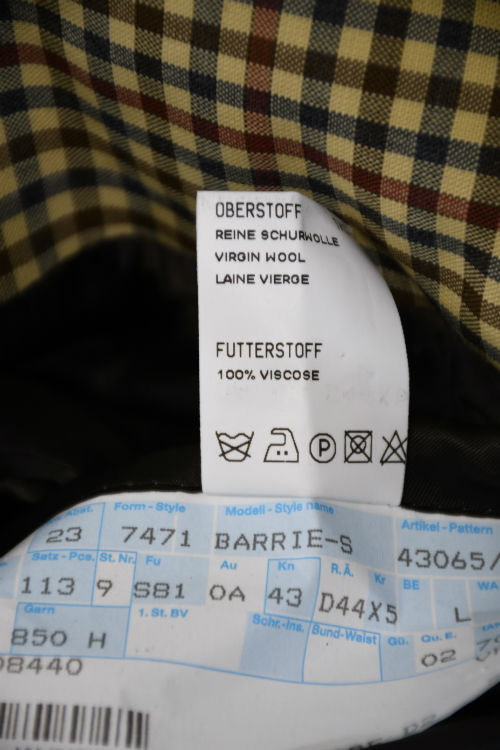 OBERSTOFF
REINE SCHURWOLLE
VIRGIN WOOL
LAINE VIERGE
FUTTERSTOFF
100% VISCOSE
P
Form-Style
Modell-Style name
Artikel-Pattern
23 7471 BARRIE-S 43065/
Satz-Pos. St. Nr. Fu Au Kn R.Ä. Kr BE WA
113 9 S81 0A 43 D44X5 L
Garn 1. St. BV Schr.-Ins. Bund-Waist Gü. Qu. E.
850 H 02
08440